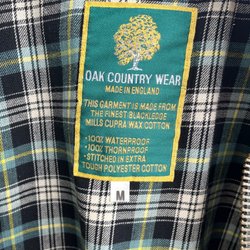 OAK COUNTRY WEAR
MADE IN ENGLAND
THIS GARMENT IS MADE FROM
THE FINEST BLACKLEDGE
MILLS CUPRA WAX COTTON
·100% WATERPROOF
·100% THORNPROOF
·STITCHED IN EXTRA
TOUGH POLYESTER COTTON
M